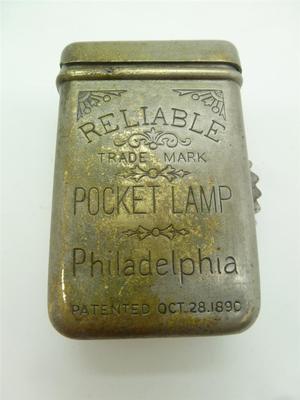 RELIABLE
TRADE MARK
POCKET LAMP
Philadelphia
PATENTED OCT.28.1890